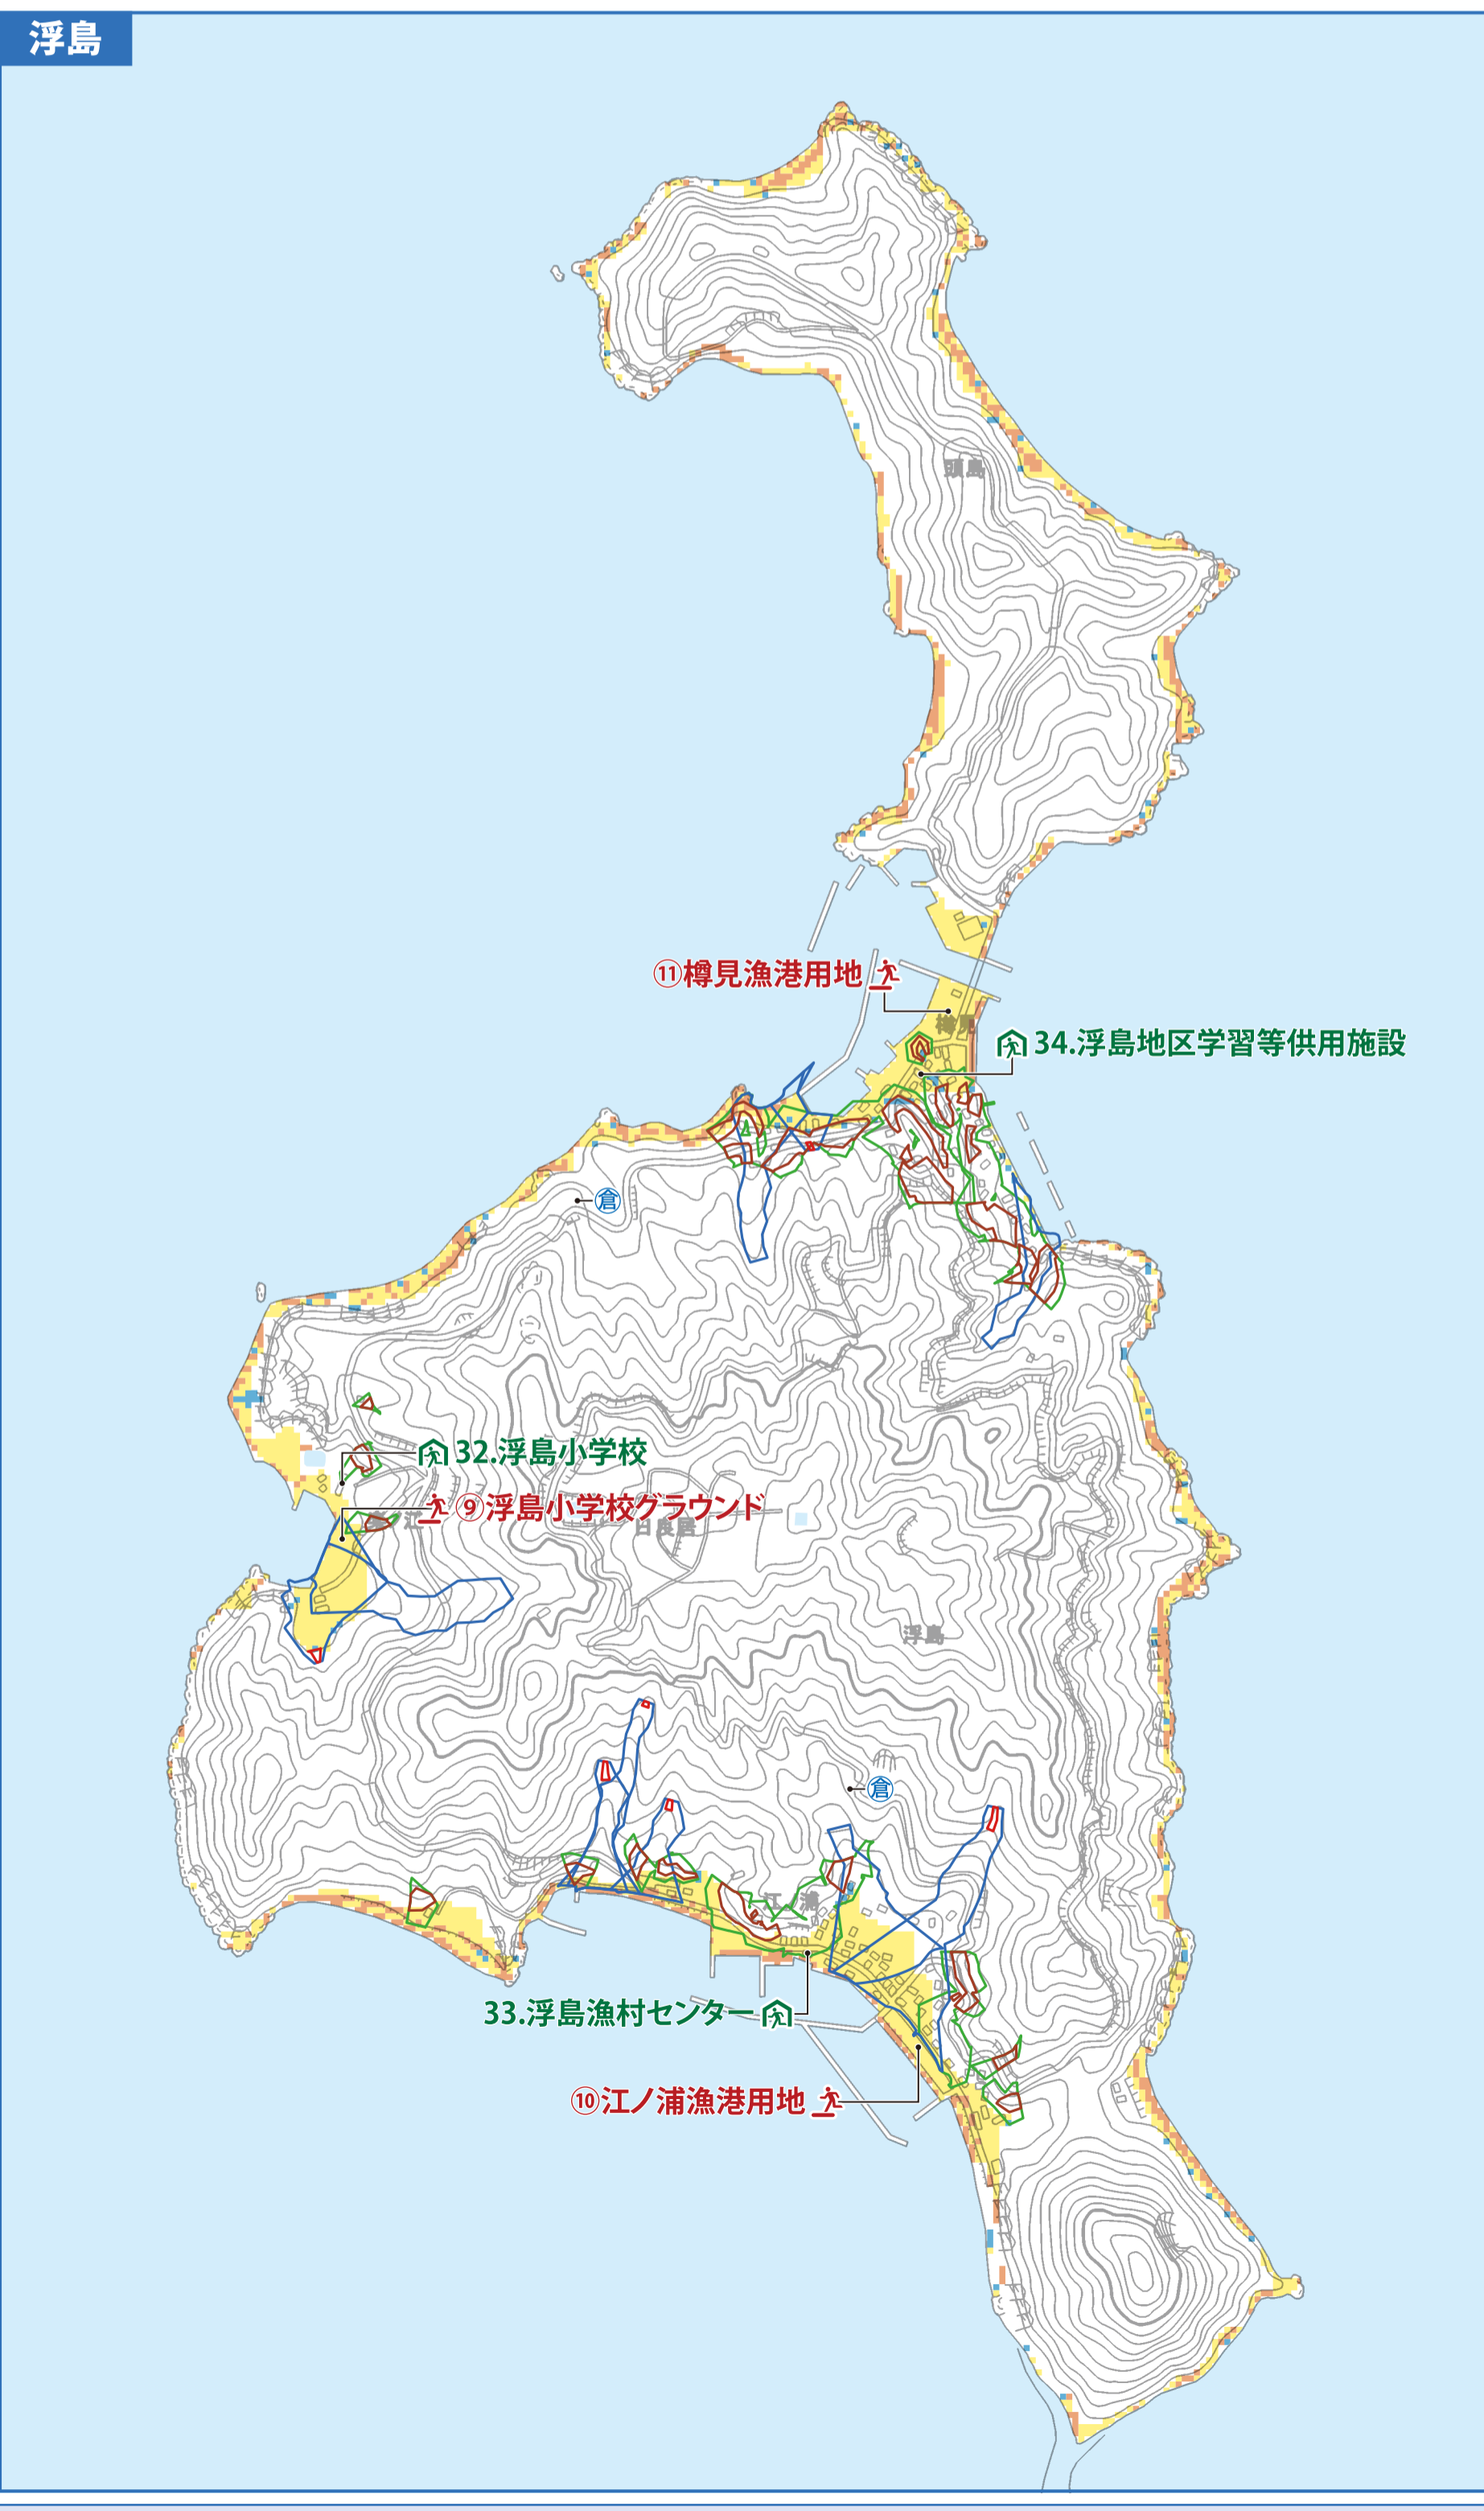 浮島
頭島
⑪樽見漁港用地
樽見
34.浮島地区学習等供用施設
倉
32.浮島小学校
⑨浮島小学校グラウンド
日良居
浮島
倉
江ノ浦
33.浮島漁村センター
⑩江ノ浦漁港用地